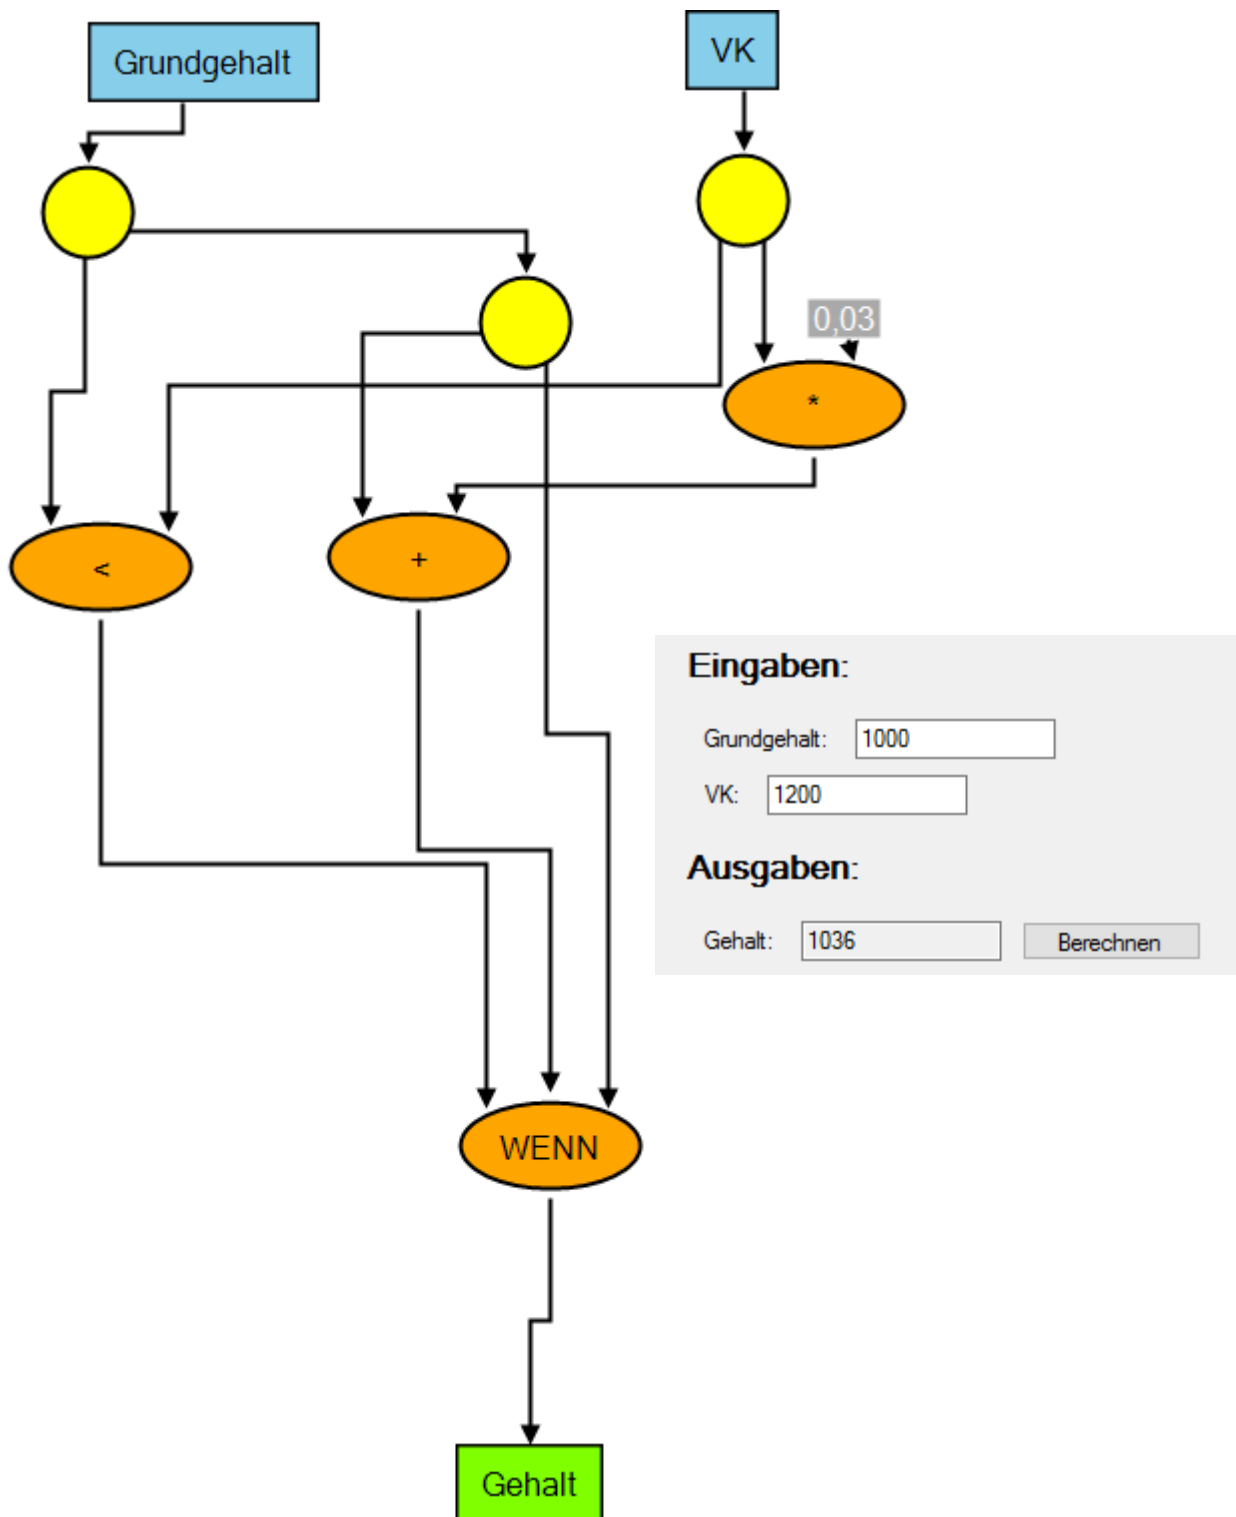 Grundgehalt
VK
0,03
*
<
+
Eingaben:
Grundgehalt: 1000
VK: 1200
Ausgaben:
Gehalt: 1036 Berechnen
WENN
Gehalt